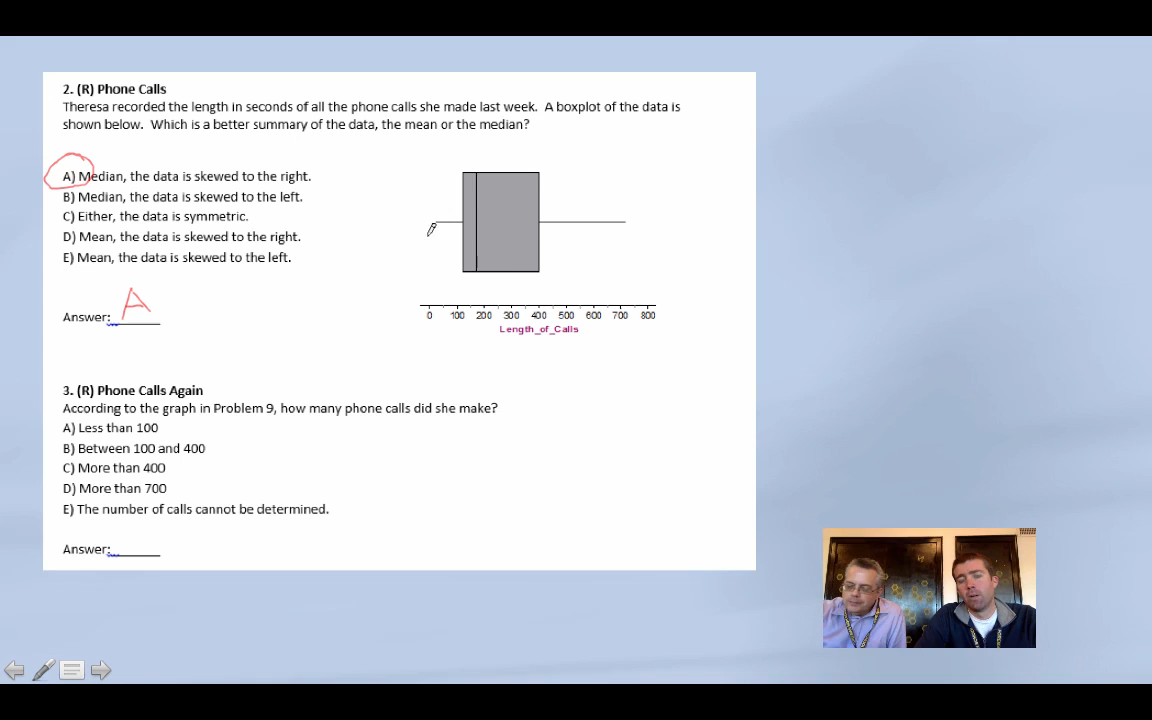 2. (R) Phone Calls
Theresa recorded the length in seconds of all the phone calls she made last week. A boxplot of the data is
shown below. Which is a better summary of the data, the mean or the median?
A) Median, the data is skewed to the right.
B) Median, the data is skewed to the left.
C) Either, the data is symmetric.
D) Mean, the data is skewed to the right.
E) Mean, the data is skewed to the left.
Answer: A
0 100 200 300 400 500 600 700 800
Length_of_Calls
3. (R) Phone Calls Again
According to the graph in Problem 9, how many phone calls did she make?
A) Less than 100
B) Between 100 and 400
C) More than 400
D) More than 700
E) The number of calls cannot be determined.
Answer: